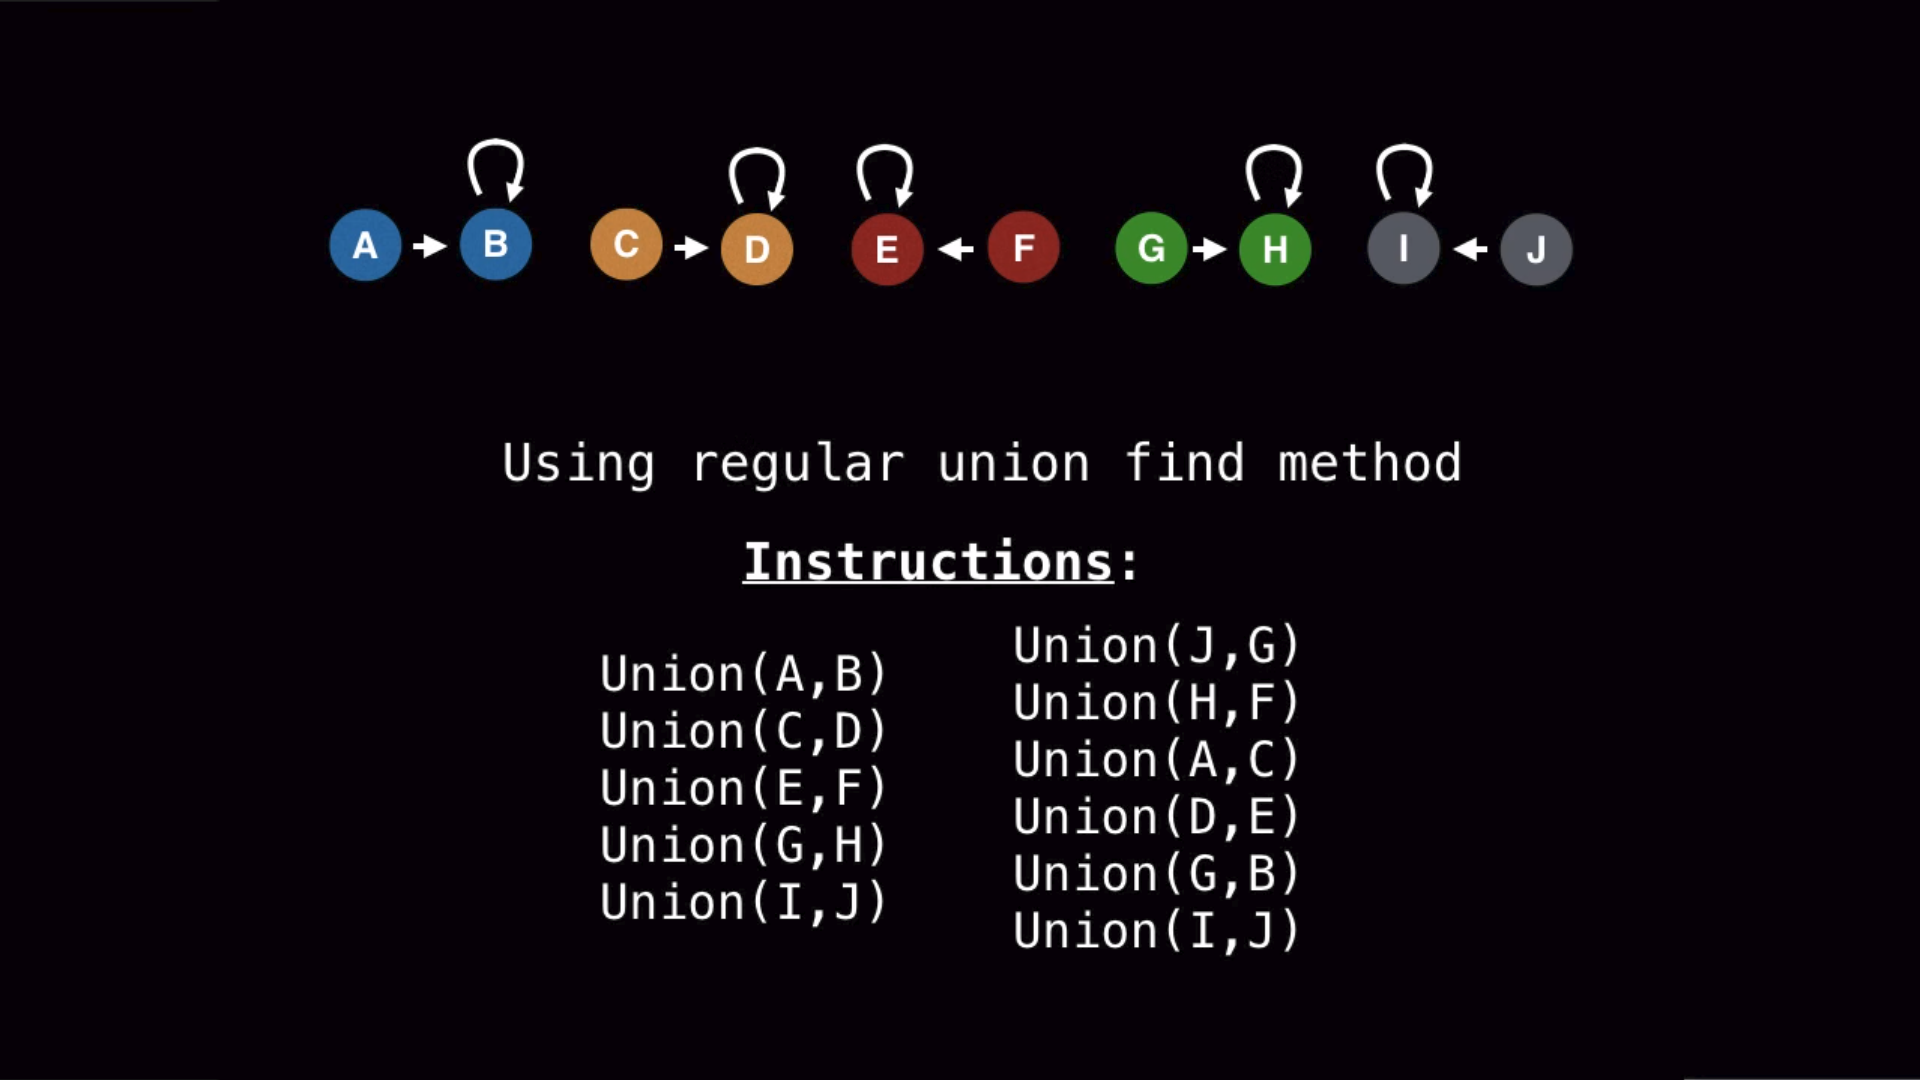 A B C D E F G H I J
Using regular union find method
Instructions:
Union(A,B)
Union(C,D)
Union(E,F)
Union(G,H)
Union(I,J)
Union(J,G)
Union(H,F)
Union(A,C)
Union(D,E)
Union(G,B)
Union(I,J)